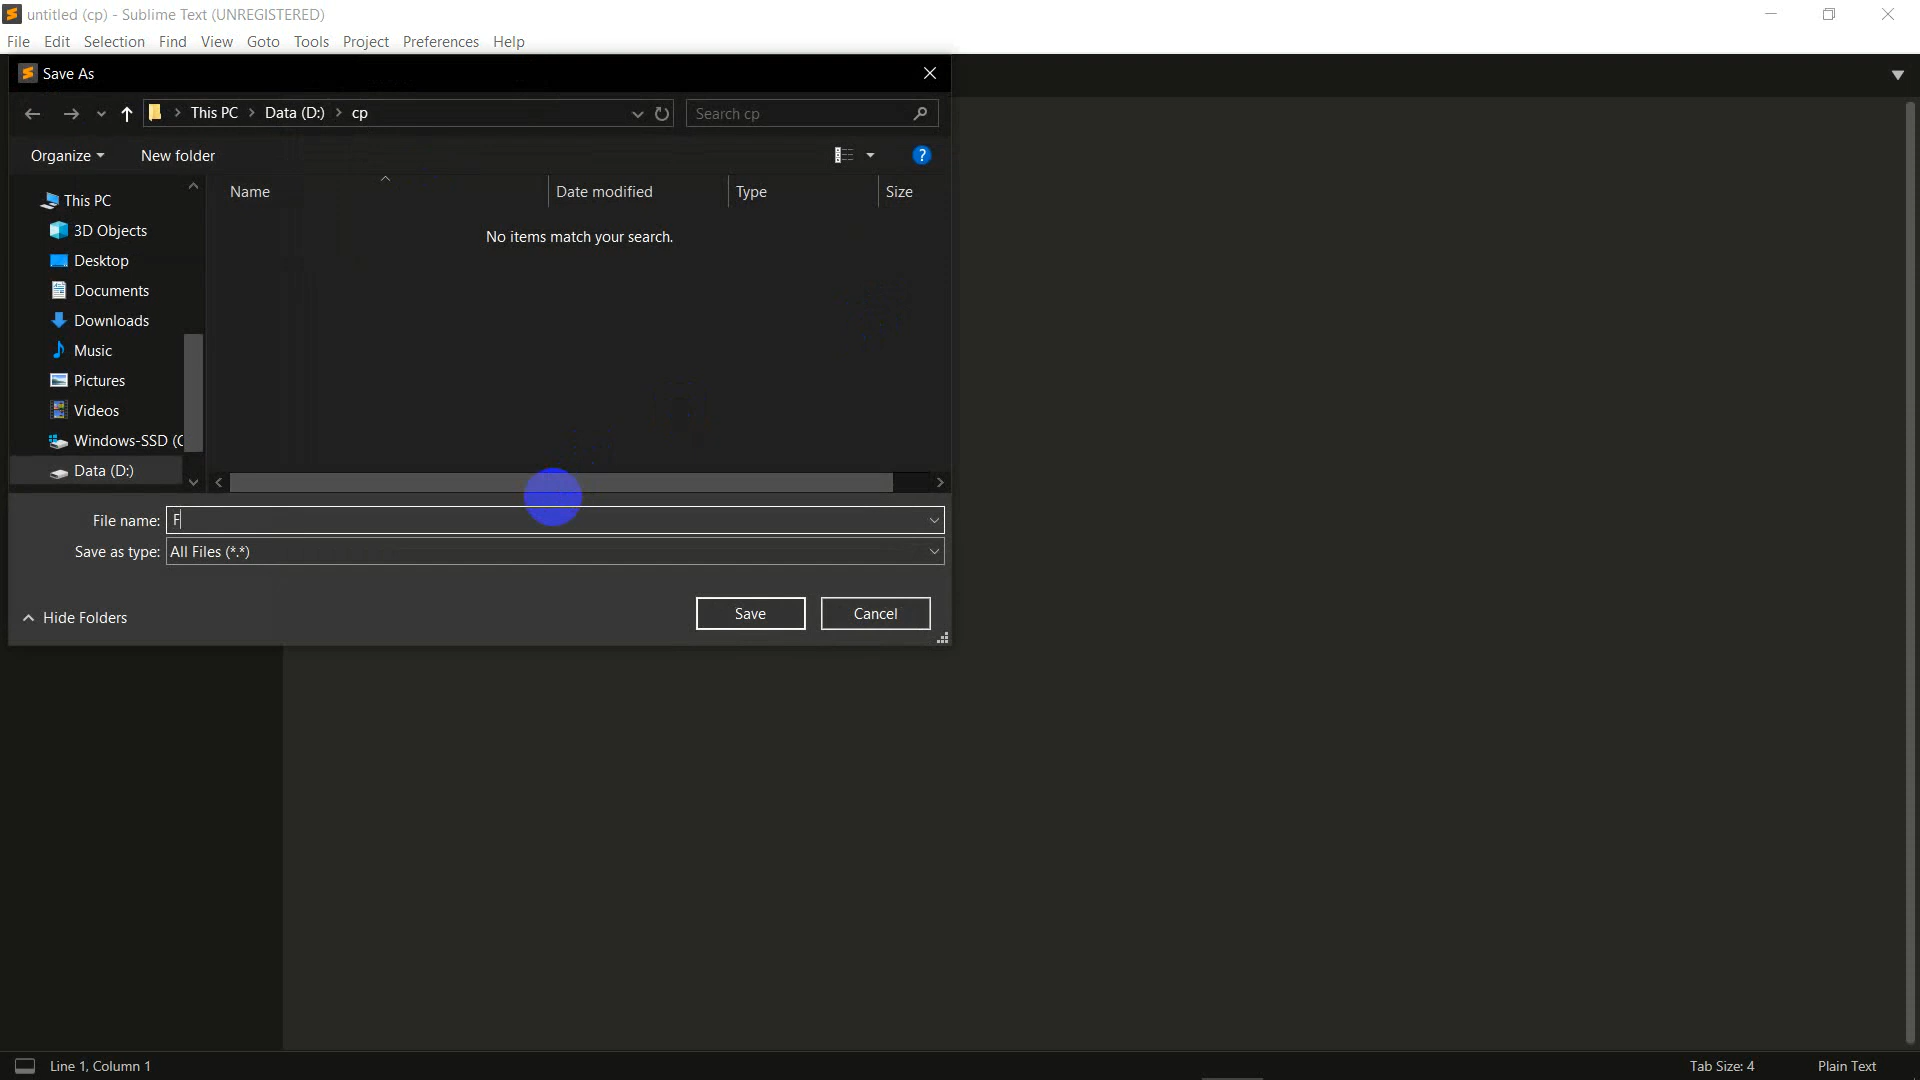 untitled (cp) - Sublime Text (UNREGISTERED)
File Edit Selection Find View Goto Tools Project Preferences Help
Save As
This PC > Data (D:) > cp
Search cp
Organize
New folder
Name
Date modified
Type
Size
No items match your search.
This PC
3D Objects
Desktop
Documents
Downloads
Music
Pictures
Videos
Windows-SSD (C
Data (D:)
File name: F
Save as type: All Files (*.*)
Hide Folders
Save
Cancel
Line 1, Column 1
Tab Size: 4
Plain Text